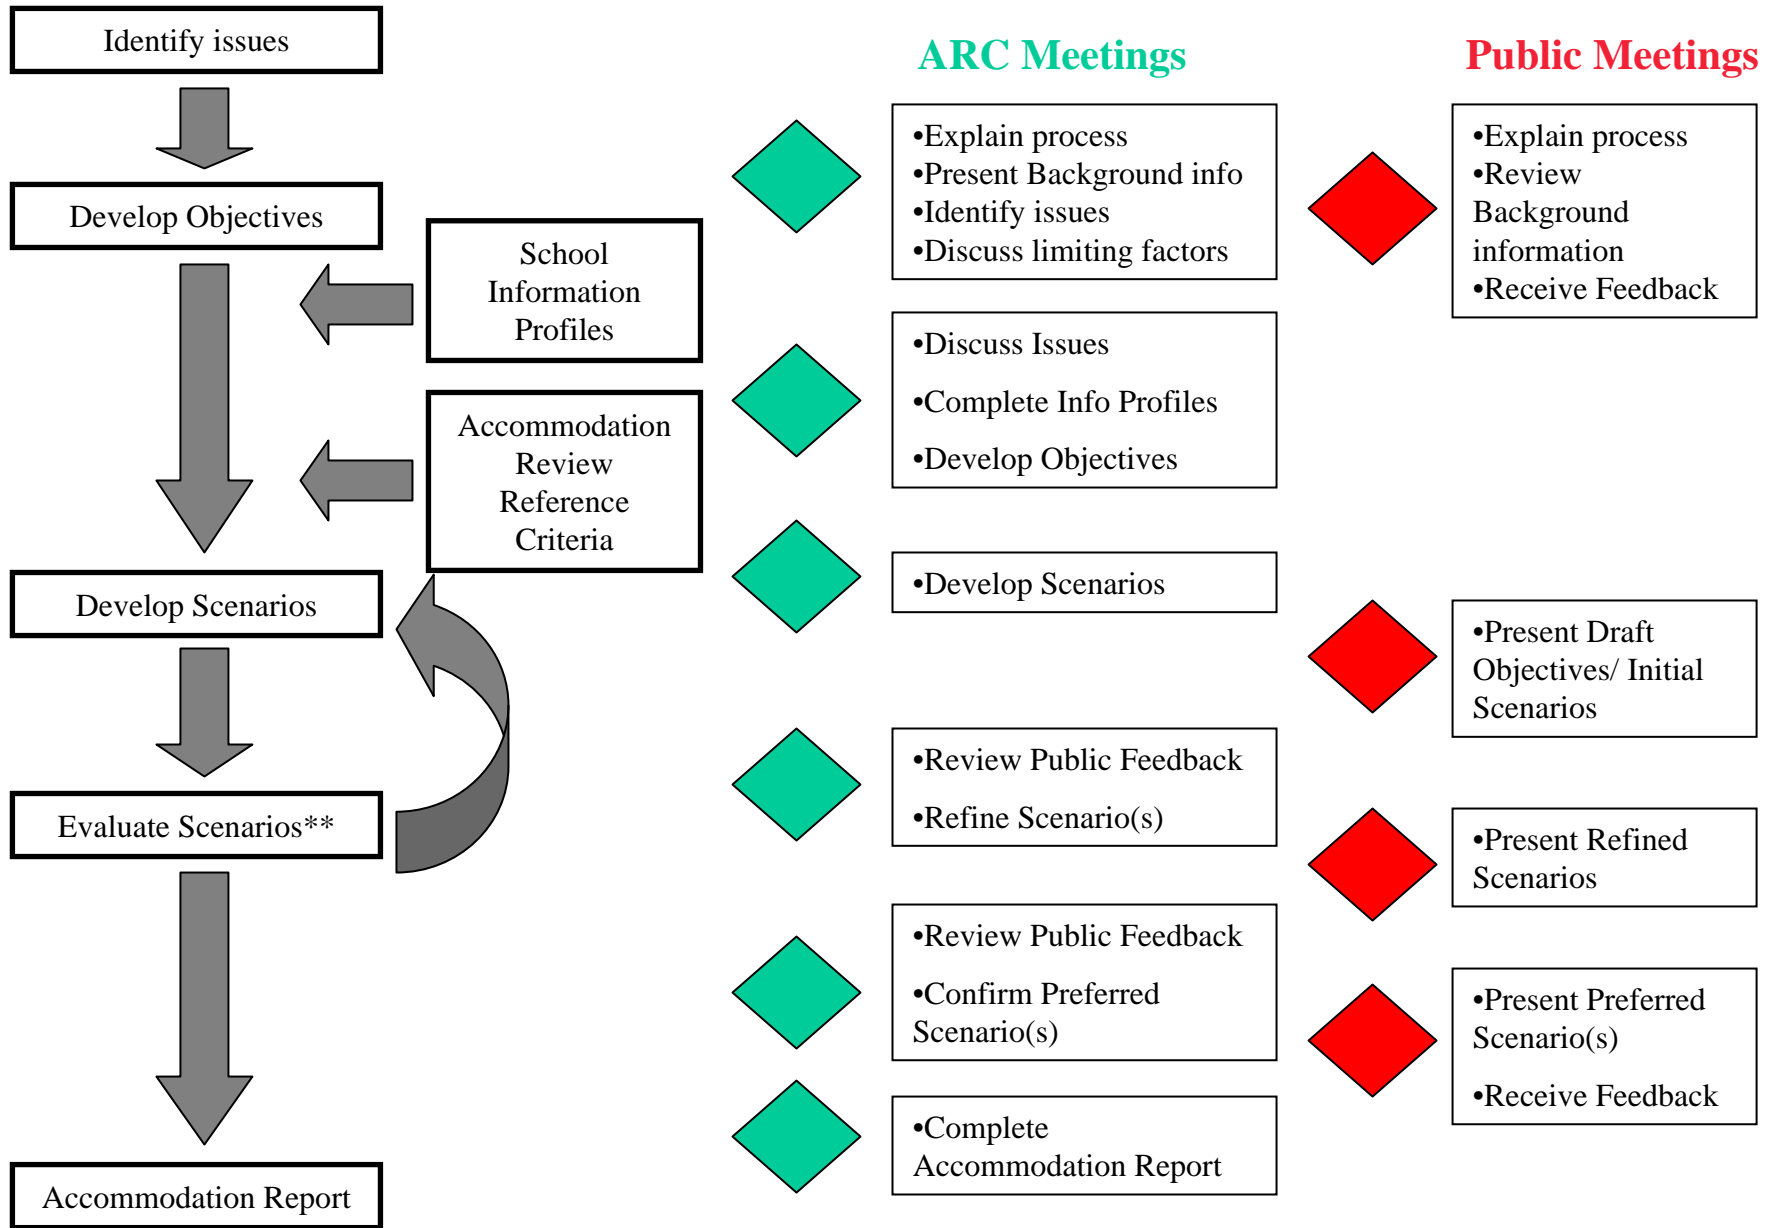 Identify issues
Develop Objectives
School
Information
Profiles
Accommodation
Review
Reference
Criteria
Develop Scenarios
Evaluate Scenarios**
Accommodation Report
ARC Meetings
•Explain process
•Present Background info
•Identify issues
•Discuss limiting factors
•Discuss Issues
•Complete Info Profiles
•Develop Objectives
•Develop Scenarios
•Review Public Feedback
•Refine Scenario(s)
•Review Public Feedback
•Confirm Preferred
Scenario(s)
•Complete
Accommodation Report
Public Meetings
•Explain process
•Review
Background
information
•Receive Feedback
•Present Draft
Objectives/ Initial
Scenarios
•Present Refined
Scenarios
•Present Preferred
Scenario(s)
•Receive Feedback